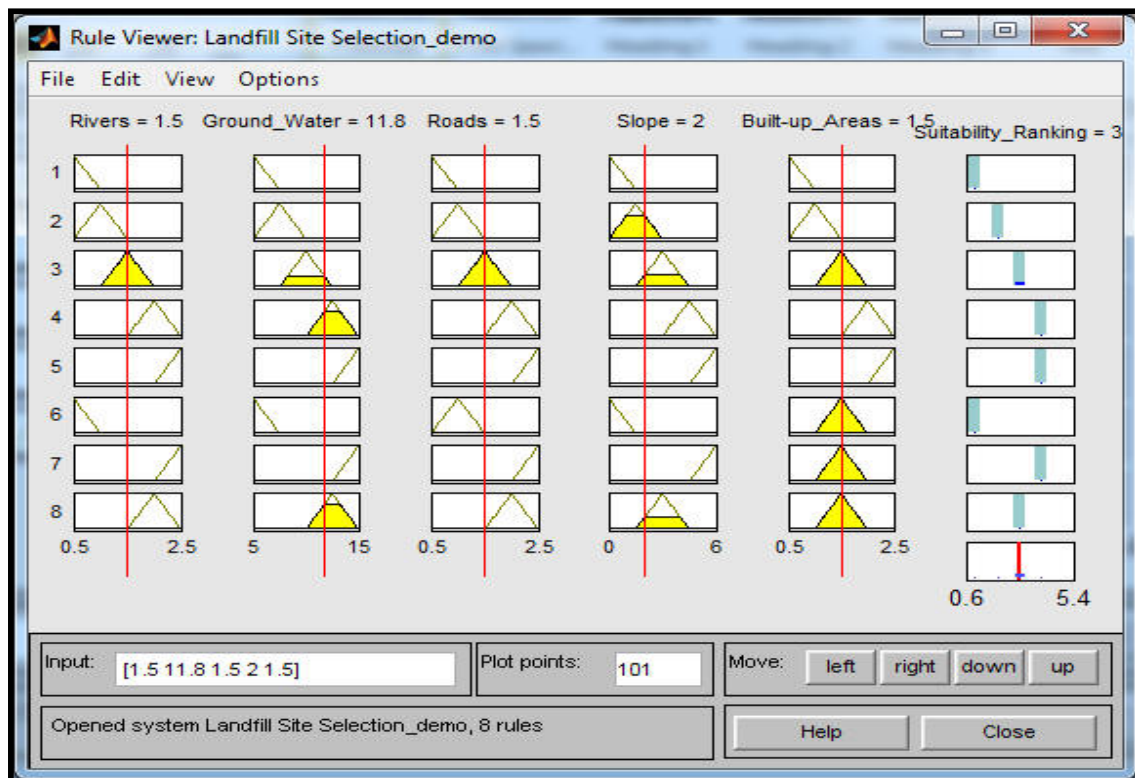 Rule Viewer: Landfill Site Selection_demo
File Edit View Options
Rivers = 1.5 Ground_Water = 11.8 Roads = 1.5 Slope = 2 Built-up_Areas = 1.5 Suitability_Ranking = 3
1
2
3
4
5
6
7
8
0.5 2.5 5 15 0.5 2.5 0 6 0.5 2.5
0.6 5.4
Input: [1.5 11.8 1.5 2 1.5] Plot points: 101 Move: left right down up
Opened system Landfill Site Selection_demo, 8 rules Help Close